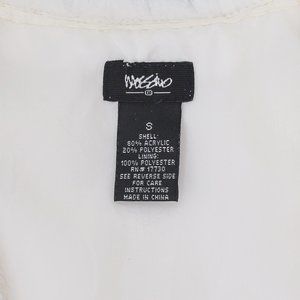 mossimo
S
SHELL:
80% ACRYLIC
20% POLYESTER
LINING:
100% POLYESTER
RN# 17730
SEE REVERSE SIDE
FOR CARE
INSTRUCTIONS
MADE IN CHINA